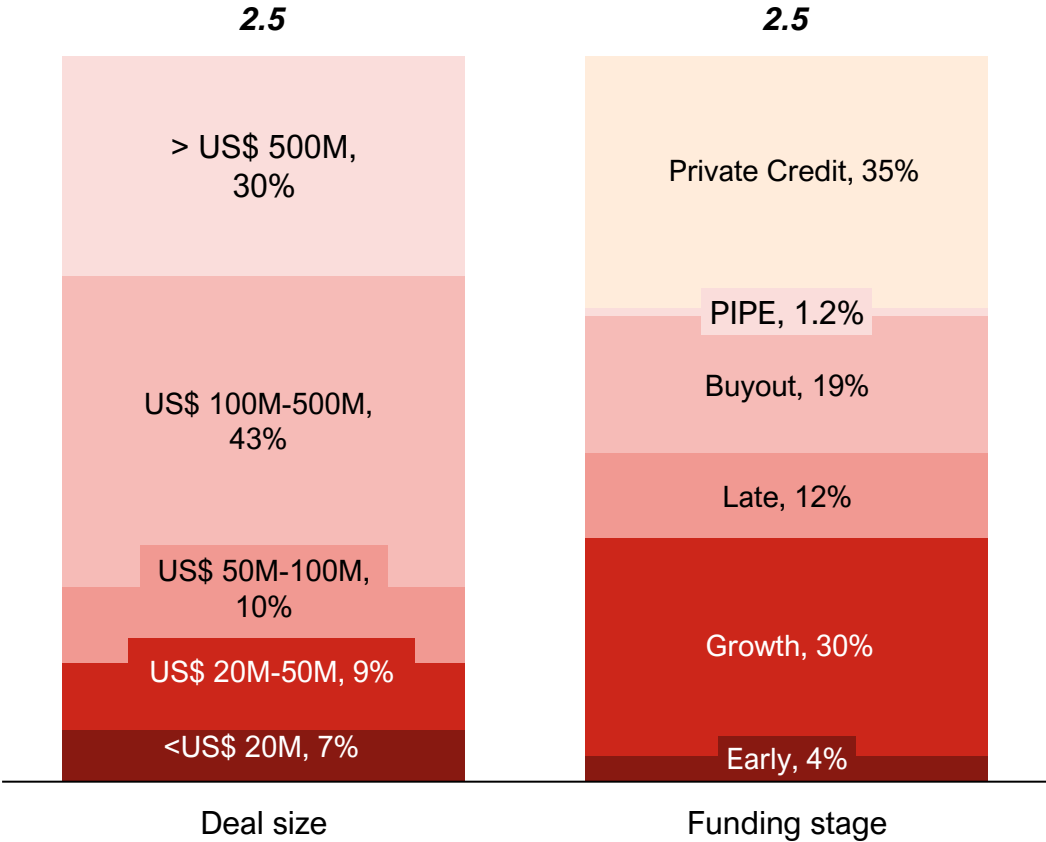 2.5
> US$ 500M,
30%
US$ 100M-500M,
43%
US$ 50M-100M,
10%
US$ 20M-50M, 9%
<US$ 20M, 7%
Deal size
2.5
Private Credit, 35%
PIPE, 1.2%
Buyout, 19%
Late, 12%
Growth, 30%
Early, 4%
Funding stage